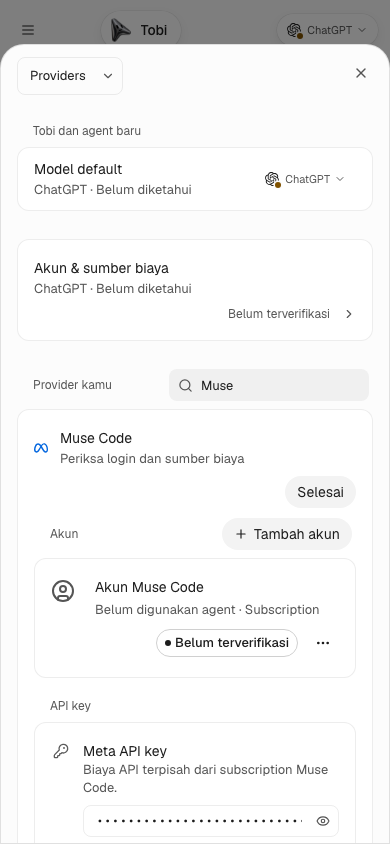 Tobi
ChatGPT
Providers
Tobi dan agent baru
Model default
ChatGPT · Belum diketahui
ChatGPT
Akun & sumber biaya
ChatGPT · Belum diketahui
Belum terverifikasi
Provider kamu
Muse
Muse Code
Periksa login dan sumber biaya
Selesai
Akun
+ Tambah akun
Akun Muse Code
Belum digunakan agent · Subscription
Belum terverifikasi
API key
Meta API key
Biaya API terpisah dari subscription Muse
Code.